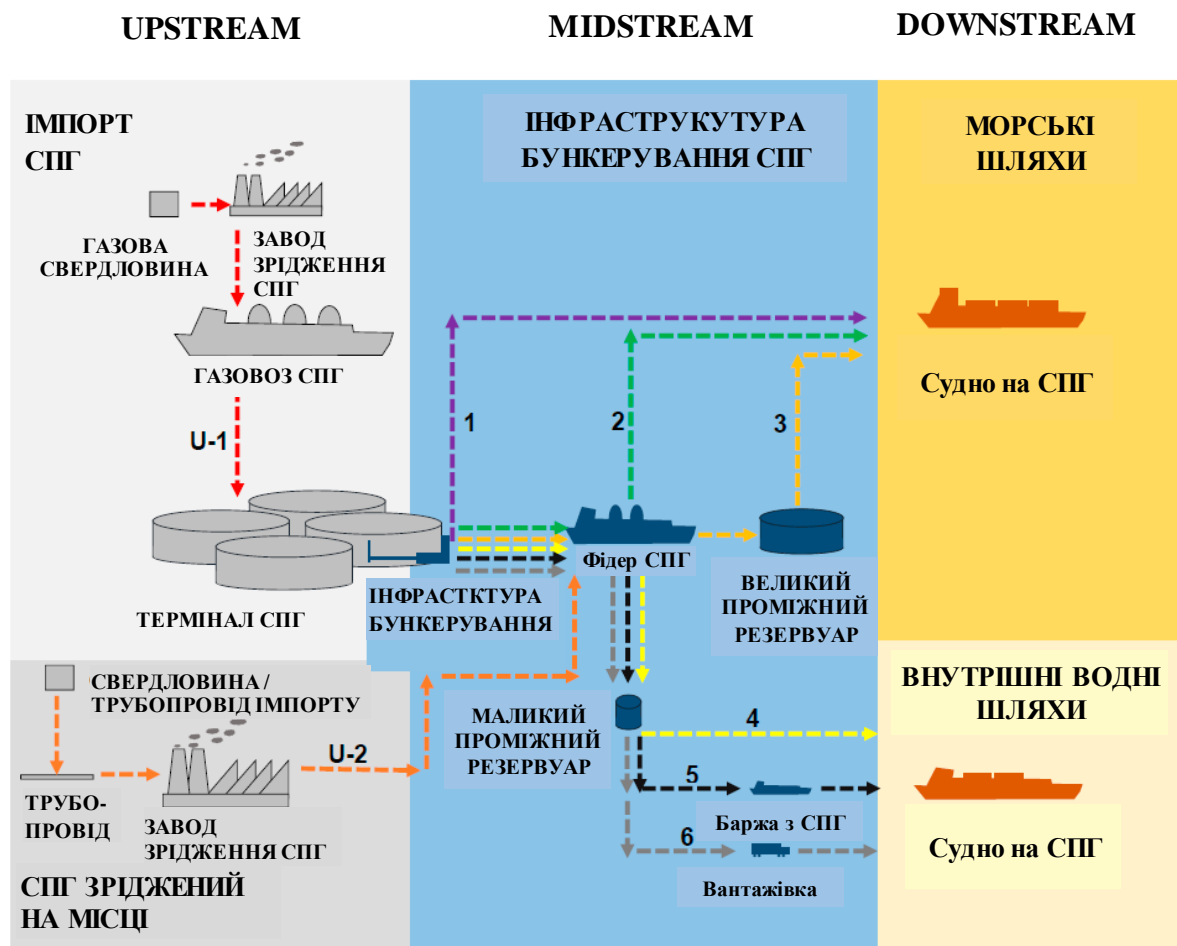 UPSTREAM
MIDSTREAM
DOWNSTREAM
ІМПОРТ
СПГ
ГАЗОВА
СВЕРДЛОВИНА
ЗАВОД
ЗРІДЖЕННЯ
СПГ
ГАЗОВОЗ СПГ
U-1
ТЕРМІНАЛ СПГ
СВЕРДЛОВИНА /
ТРУБОПРОВІД ІМПОРТУ
U-2
ТРУБО-
ПРОВІД
ЗАВОД
ЗРІДЖЕННЯ СПГ
СПГ ЗРІДЖЕНИЙ
НА МІСЦІ
ІНФРАСТРУКУТУРА
БУНКЕРУВАННЯ СПГ
1
2
3
Фідер СПГ
ІНФРАСТКТУРА
БУНКЕРУВАННЯ
ВЕЛИКИЙ
ПРОМІЖНИЙ
РЕЗЕРВУАР
МАЛИКИЙ
ПРОМІЖНИЙ
РЕЗЕРВУАР
4
5
Баржа з СПГ
6
Вантажівка
МОРСЬКІ
ШЛЯХИ
Судно на СПГ
ВНУТРІШНІ ВОДНІ
ШЛЯХИ
Судно на СПГ